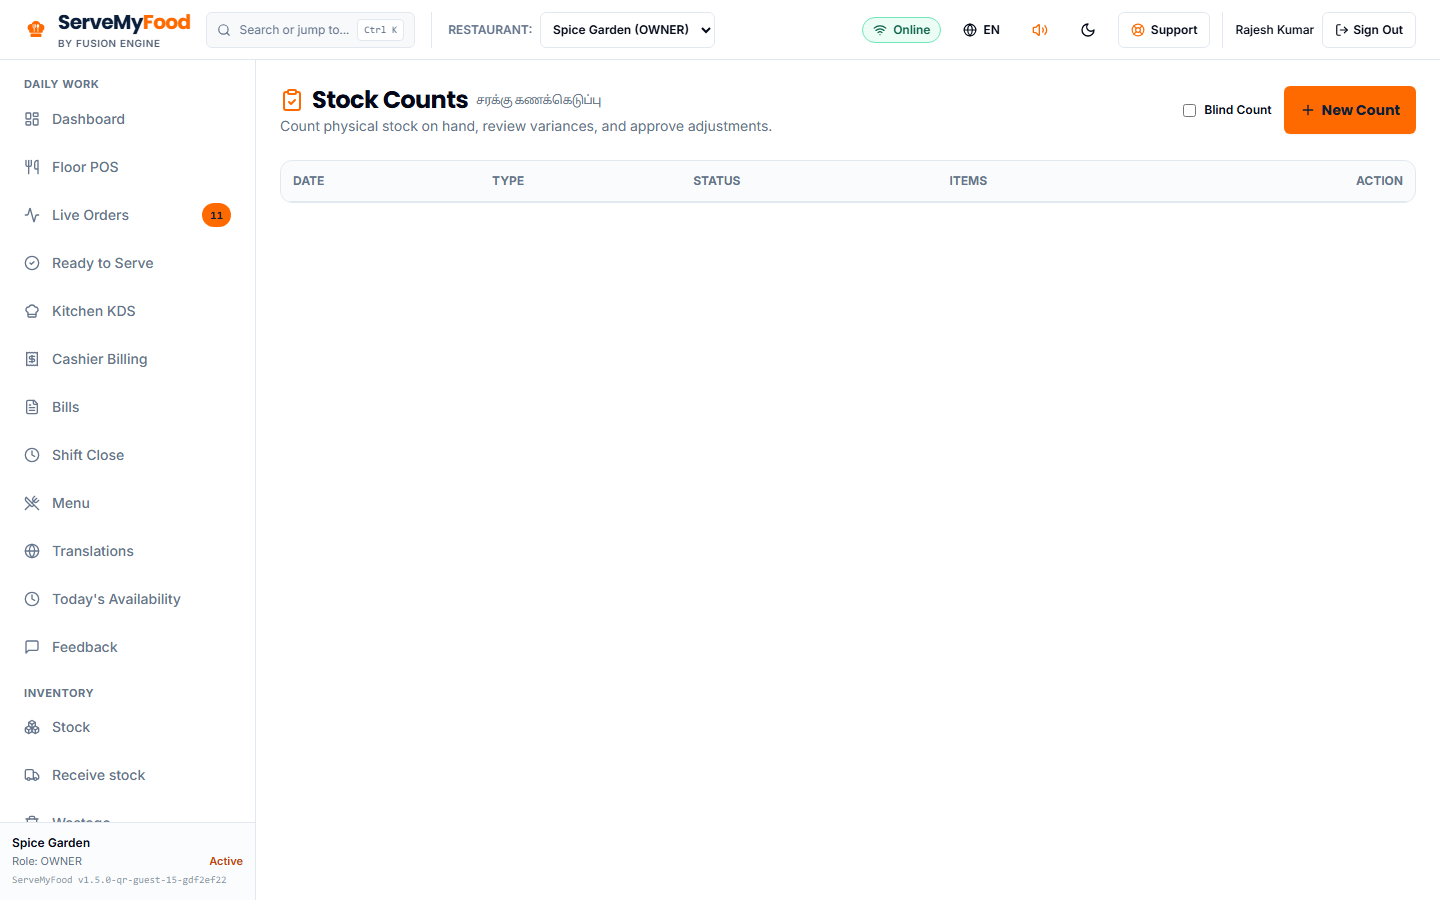 ServeMyFood
BY FUSION ENGINE
Search or jump to... Ctrl K
RESTAURANT: Spice Garden (OWNER)
Online
EN
Support
Rajesh Kumar
Sign Out
DAILY WORK
Dashboard
Floor POS
Live Orders 11
Ready to Serve
Kitchen KDS
Cashier Billing
Bills
Shift Close
Menu
Translations
Today's Availability
Feedback
INVENTORY
Stock
Receive stock
Wastage
Spice Garden
Role: OWNER Active
ServeMyFood v1.5.0-qr-guest-15-gdf2ef22
Stock Counts சரக்கு கணக்கெடுப்பு
Count physical stock on hand, review variances, and approve adjustments.
Blind Count
+ New Count
DATE TYPE STATUS ITEMS ACTION